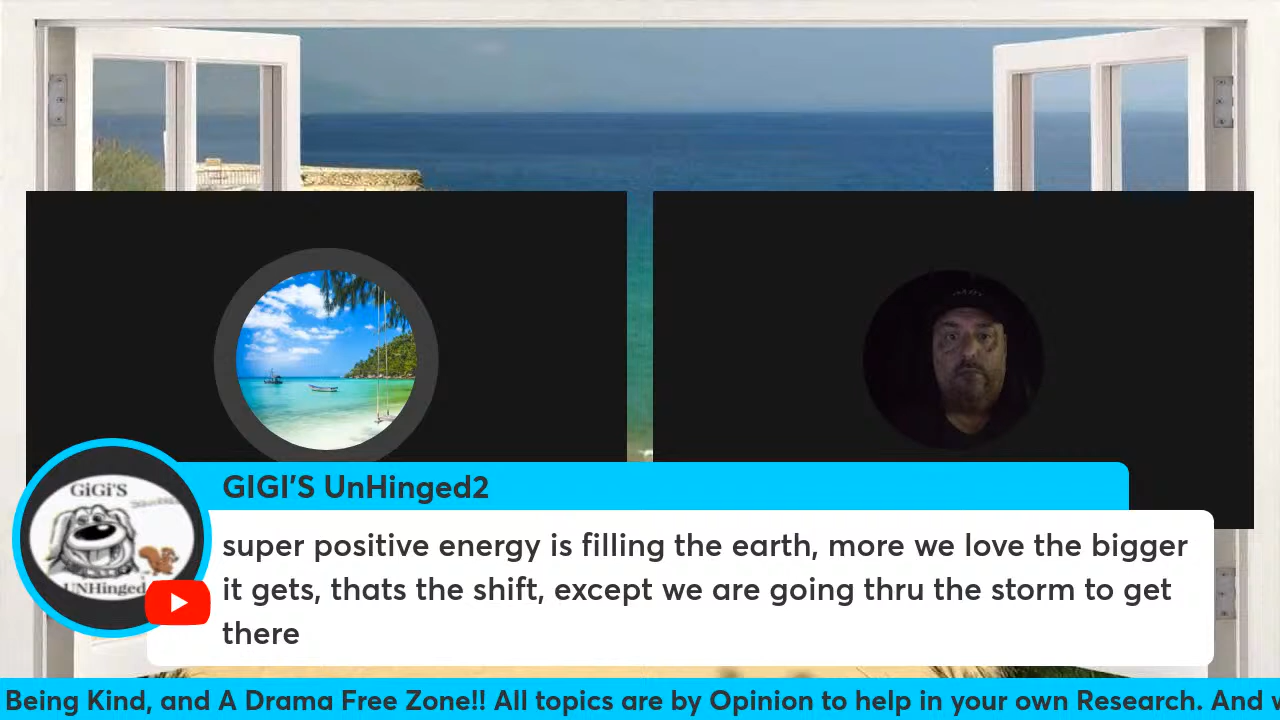 GIGI'S UnHinged2
GiGi'S
UNHinged
super positive energy is filling the earth, more we love the bigger
it gets, thats the shift, except we are going thru the storm to get
there
Being Kind, and A Drama Free Zone!! All topics are by Opinion to help in your own Research. And